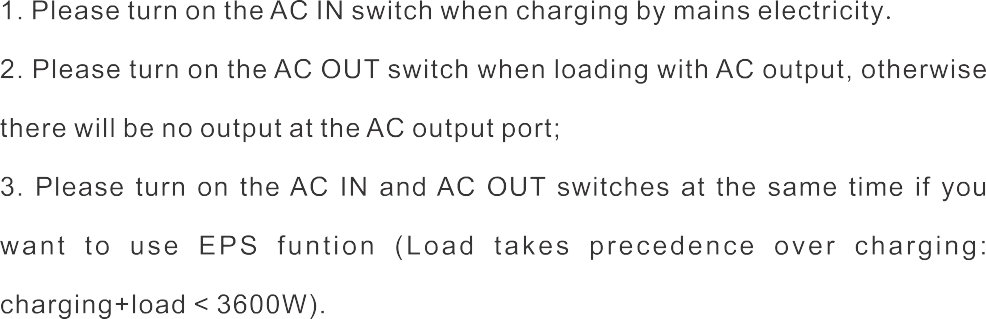 1. Please turn on the AC IN switch when charging by mains electricity.
2. Please turn on the AC OUT switch when loading with AC output, otherwise
there will be no output at the AC output port;
3. Please turn on the AC IN and AC OUT switches at the same time if you
want to use EPS funtion (Load takes precedence over charging:
charging+load < 3600W).